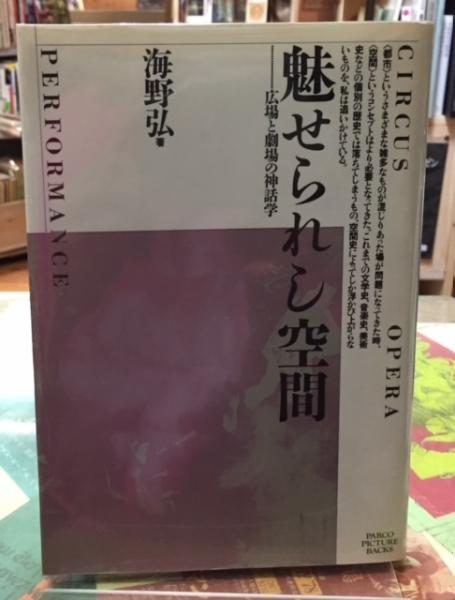 CIRCUS
OPERA
〈都市〉というさまざまな雑多なものが混じりあった場が問題になってきた時、
〈空間〉というコンセプトはより必要となってきた。これまでの文学史、音楽史、美術
史などの個別の歴史では落ちてしまうもの、空間史によってしか浮かび上がらな
いものを、私は追いかけている。
魅せられし空間
──広場と劇場の神話学
海野弘著
PERFORMANCE
PARCO
PICTURE
BACKS